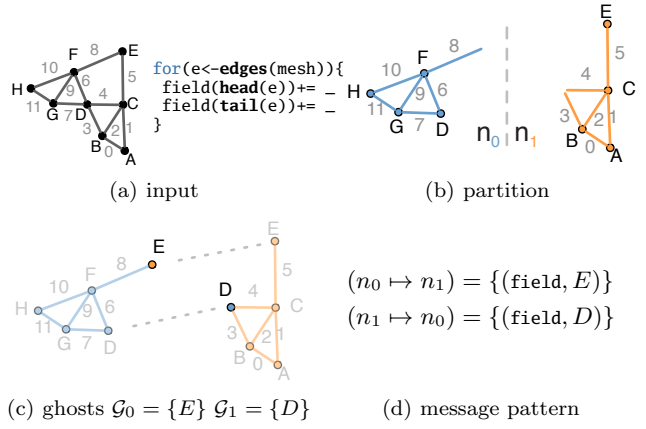 E
8
F
10
5
6
H
9
4
C
11
G
7
D
3
2
1
B
0
A
for(e<-edges(mesh)){
field(head(e))+= _
field(tail(e))+= _
}
(a) input
8
F
10
H
9
6
11
G
7
D
n0
n1
E
5
4
C
3
2
1
B
0
A
(b) partition
E
8
F
10
H
9
6
11
G
7
D
E
5
D
4
C
3
2
1
B
0
A
(c) ghosts 𝒢₀ = {E} 𝒢₁ = {D}
(n₀ ↦ n₁) = {(field, E)}
(n₁ ↦ n₀) = {(field, D)}
(d) message pattern